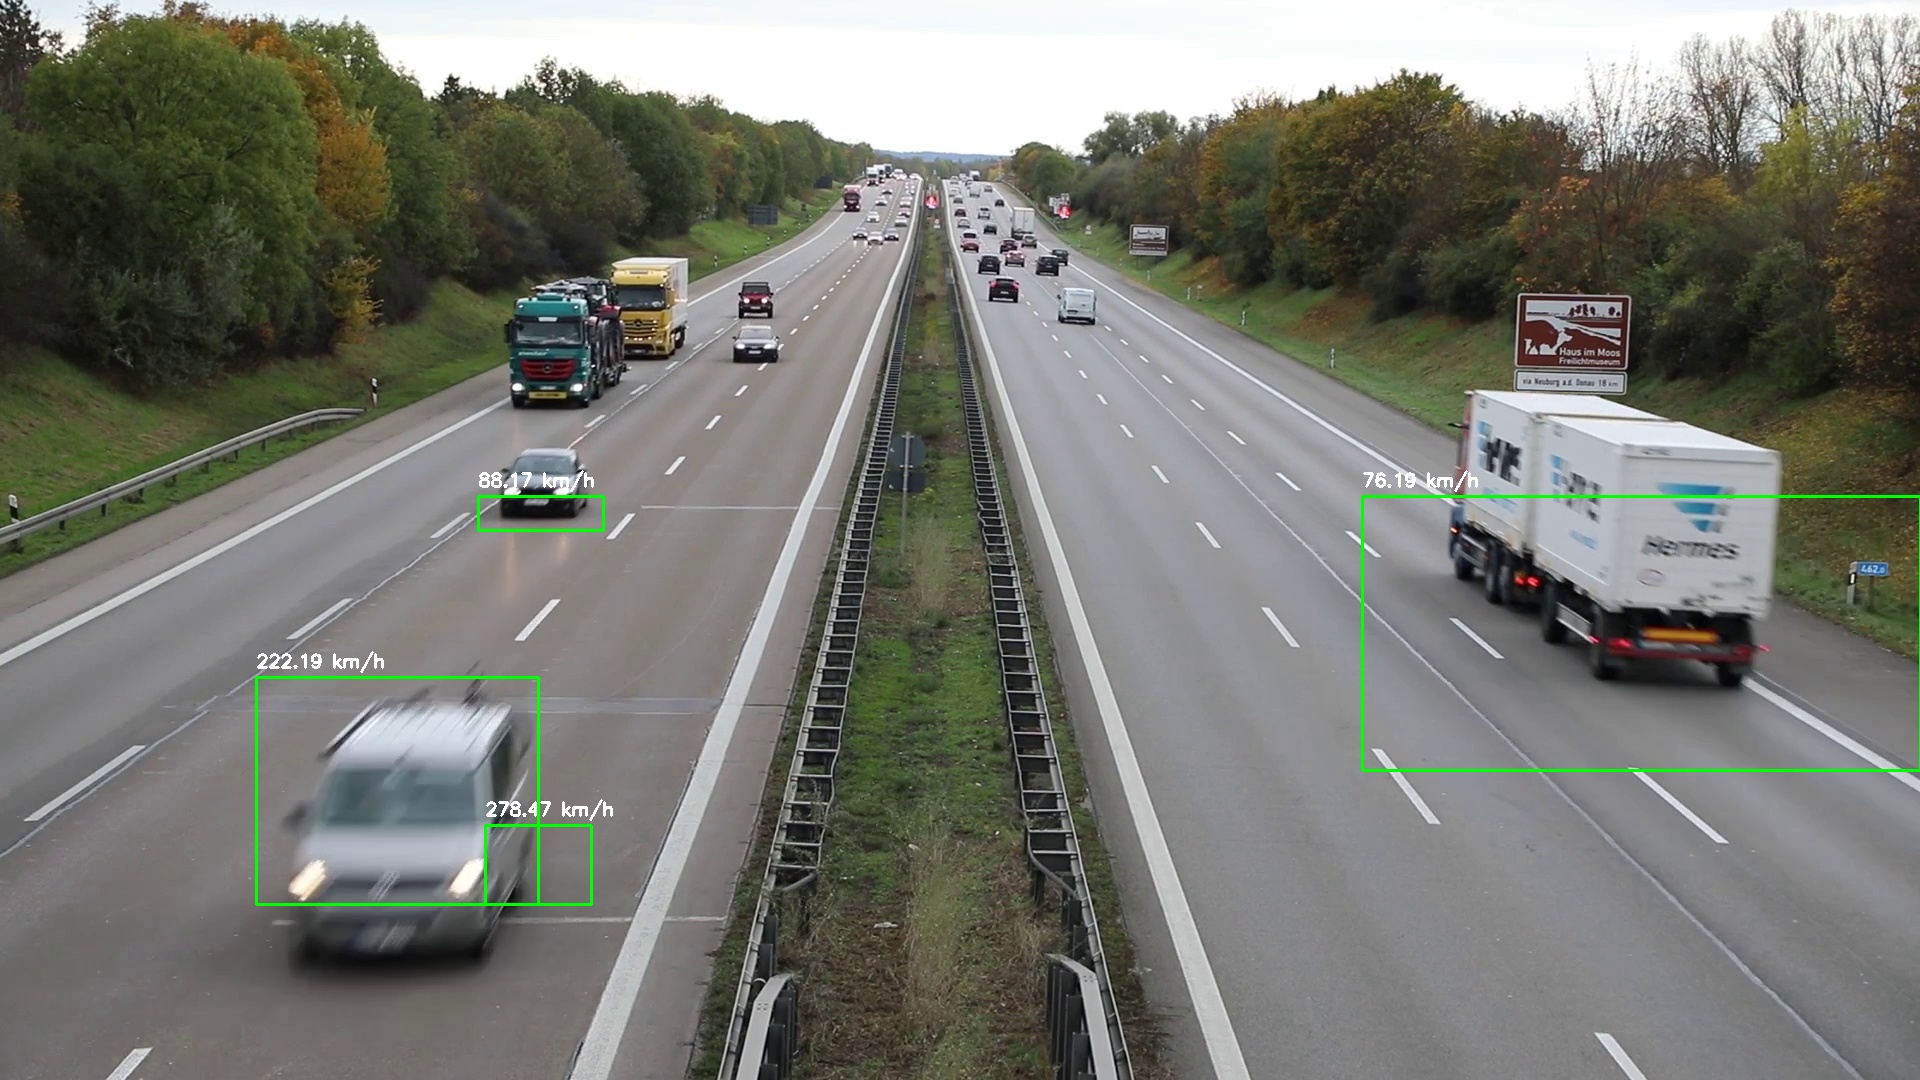 Haus im Moos
Freilichtmuseum
via Neuburg a.d. Donau 18 km
88.17 km/h
76.19 km/h
Hermes
462,0
222.19 km/h
278.47 km/h